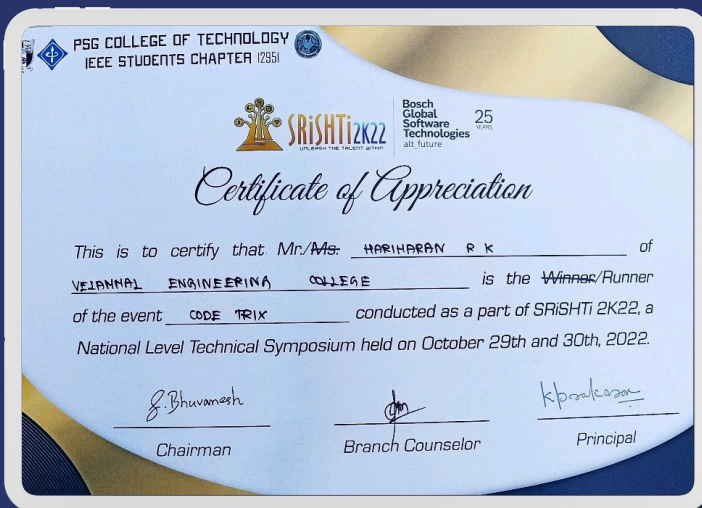 PSG COLLEGE OF TECHNOLOGY
IEEE STUDENTS CHAPTER 12951
SRiSHTi2K22
UNLEASH THE TALENT WITHIN
Bosch
Global
Software
Technologies
alt_future
25
YEARS
Certificate of Appreciation
This is to certify that Mr./Ms. HARIHARAN R K of
VELAMMAL ENGINEERING COLLEGE is the Winner/Runner
of the event CODE TRIX conducted as a part of SRiSHTi 2K22, a
National Level Technical Symposium held on October 29th and 30th, 2022.
S.Bhuvanesh
Chairman
Branch Counselor
Principal